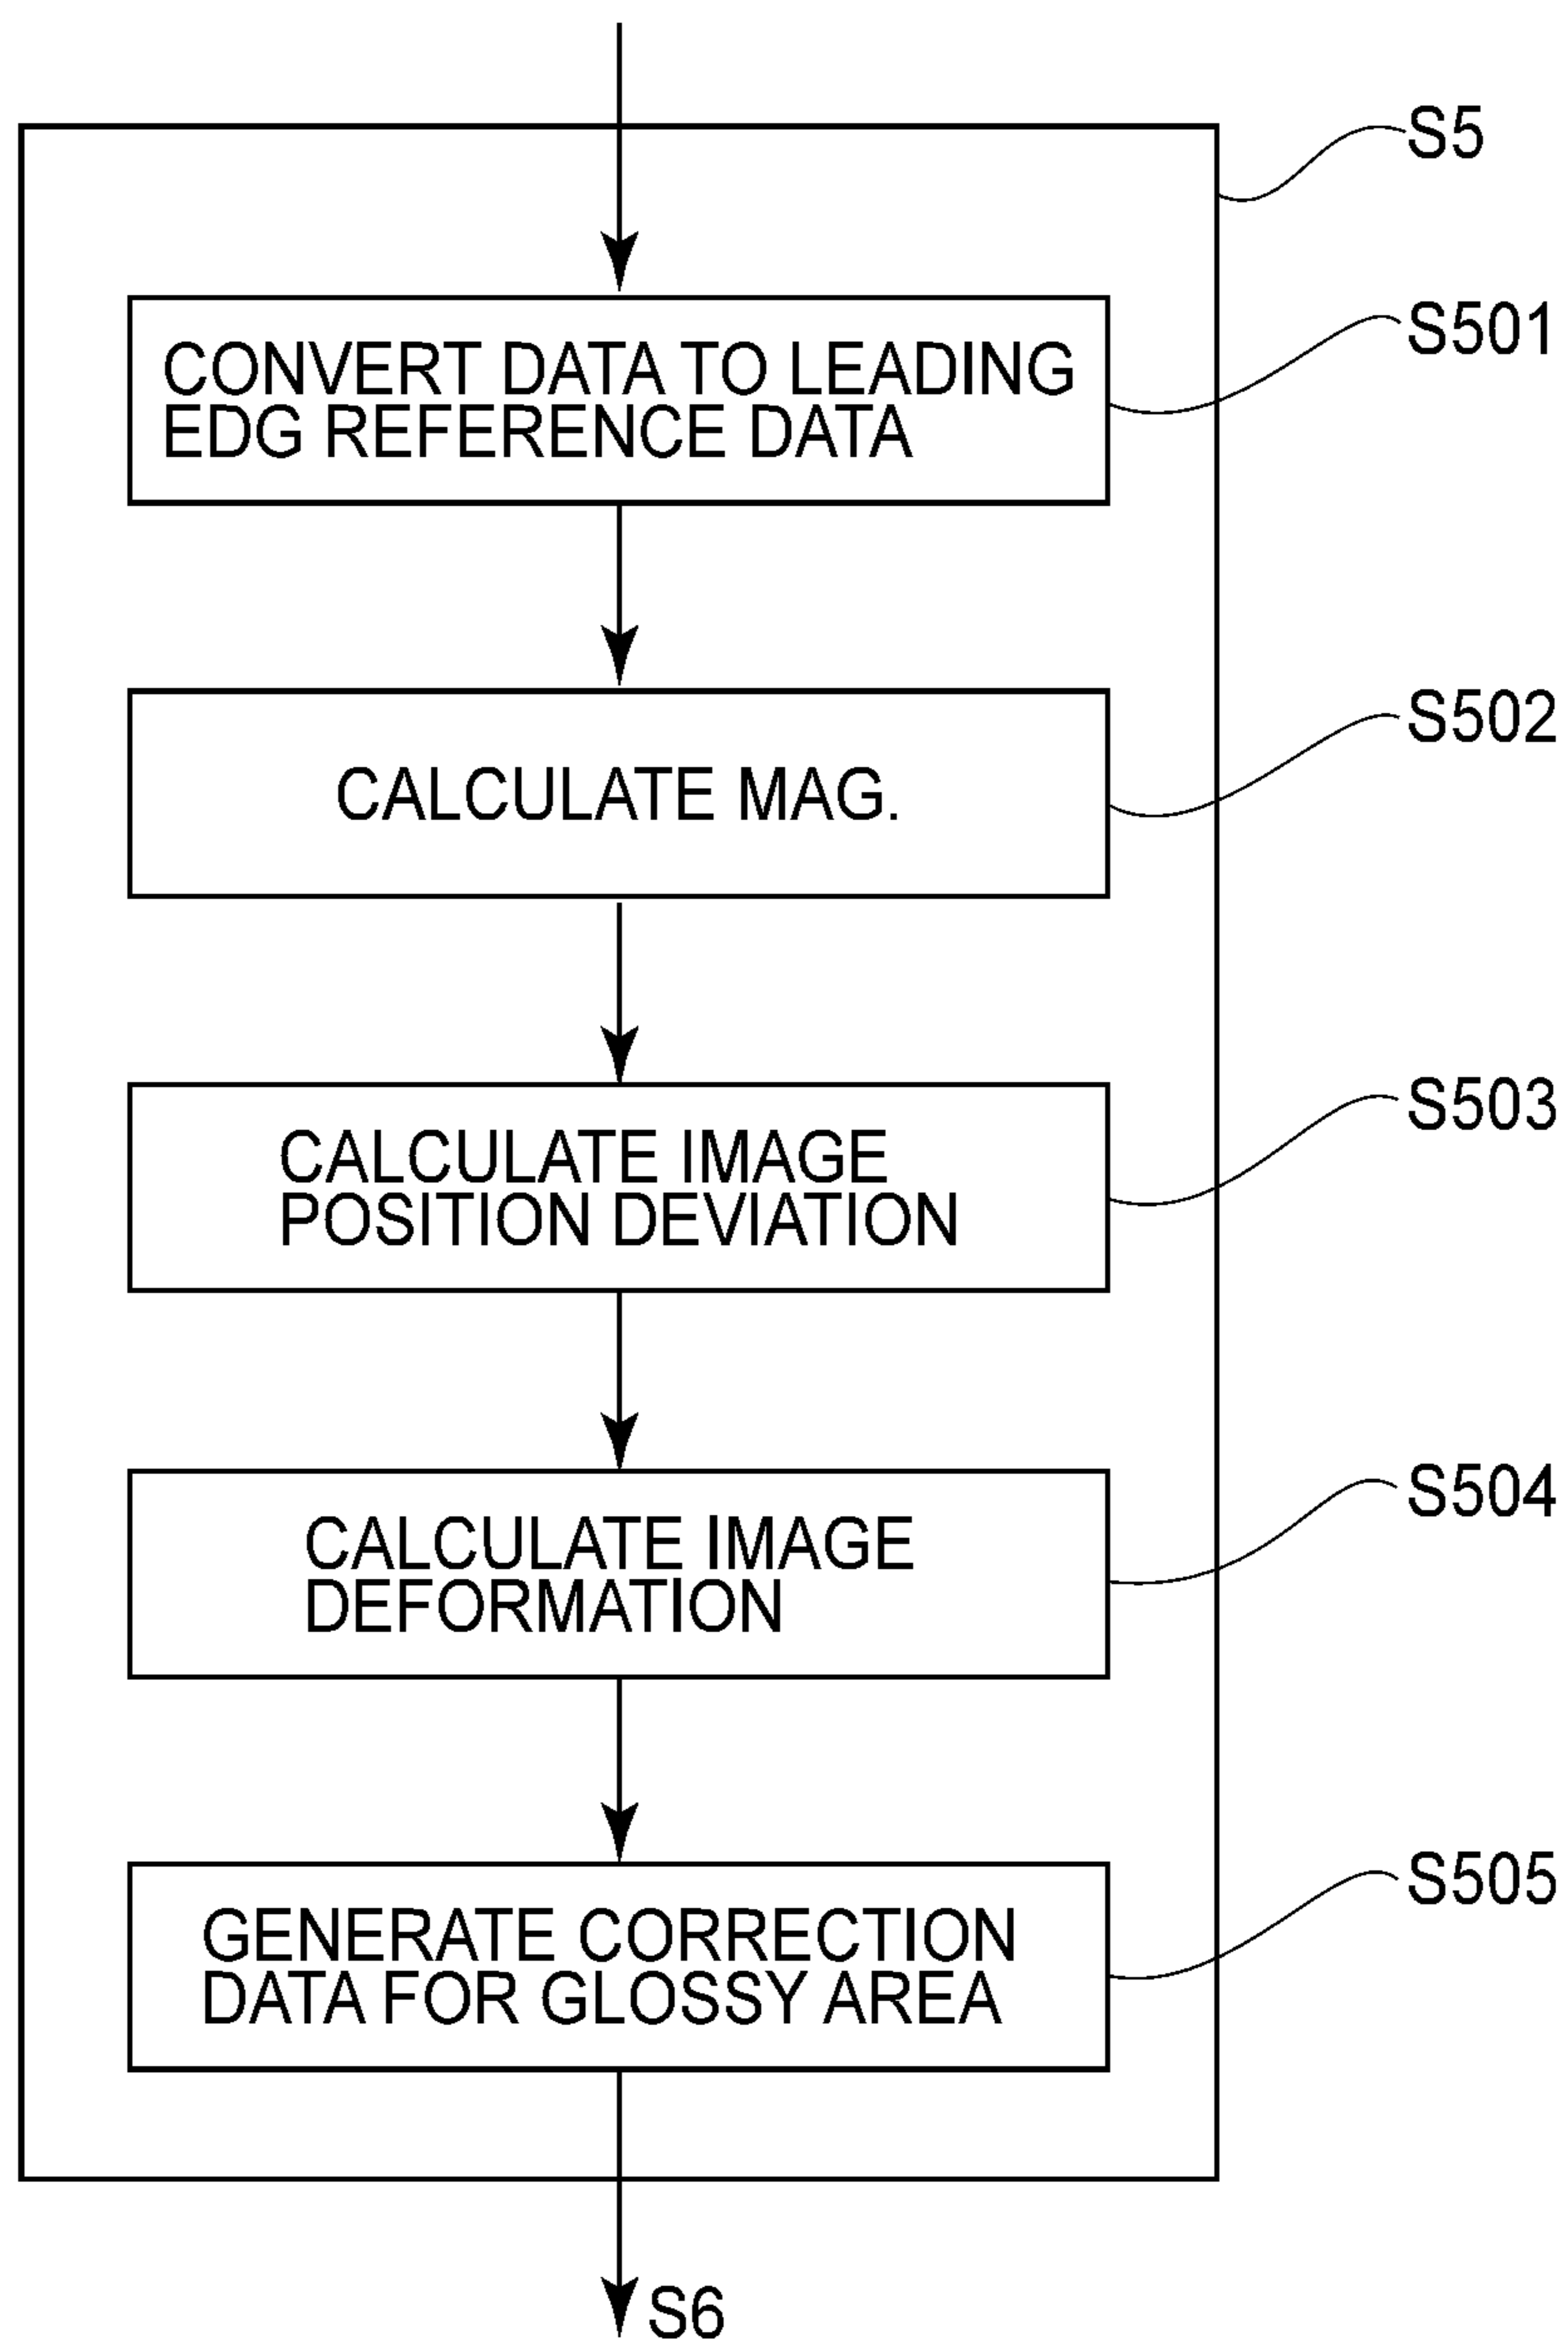 S5
CONVERT DATA TO LEADING
EDG REFERENCE DATA
S501
CALCULATE MAG.
S502
CALCULATE IMAGE
POSITION DEVIATION
S503
CALCULATE IMAGE
DEFORMATION
S504
GENERATE CORRECTION
DATA FOR GLOSSY AREA
S505
S6